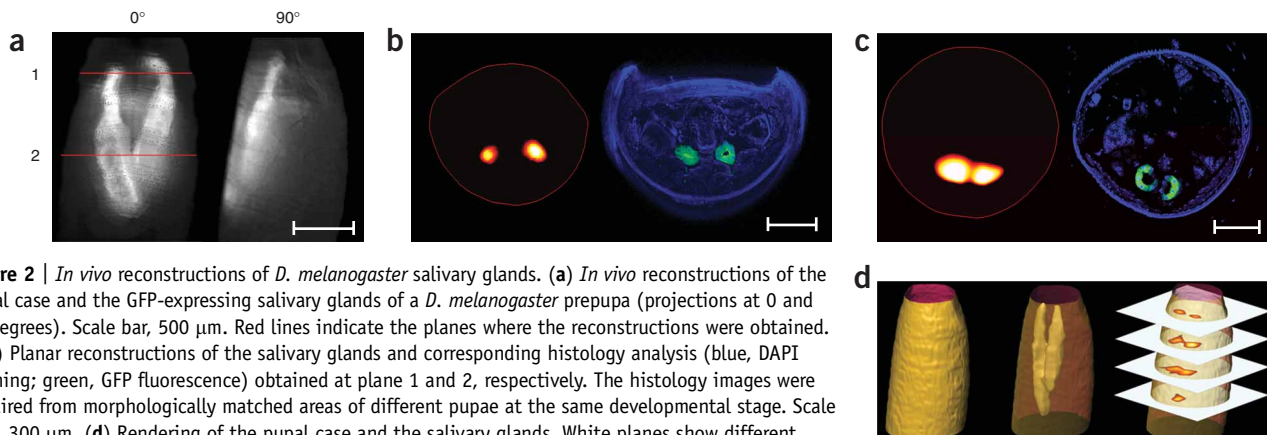 0° 90°
a b c
1
2
re 2 | In vivo reconstructions of D. melanogaster salivary glands. (a) In vivo reconstructions of the
al case and the GFP-expressing salivary glands of a D. melanogaster prepupa (projections at 0 and
egrees). Scale bar, 500 μm. Red lines indicate the planes where the reconstructions were obtained.
) Planar reconstructions of the salivary glands and corresponding histology analysis (blue, DAPI
ning; green, GFP fluorescence) obtained at plane 1 and 2, respectively. The histology images were
ired from morphologically matched areas of different pupae at the same developmental stage. Scale
300 μm. (d) Rendering of the pupal case and the salivary glands. White planes show different
d